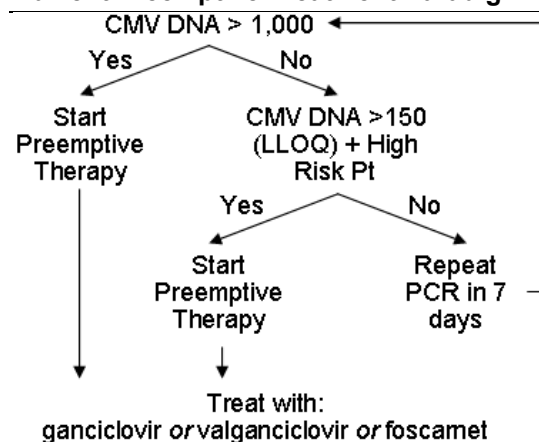 CMV DNA > 1,000
Yes
No
Start
Preemptive
Therapy
CMV DNA >150
(LLOQ) + High
Risk Pt
Yes
No
Start
Preemptive
Therapy
Repeat
PCR in 7
days
Treat with:
ganciclovir or valganciclovir or foscarnet